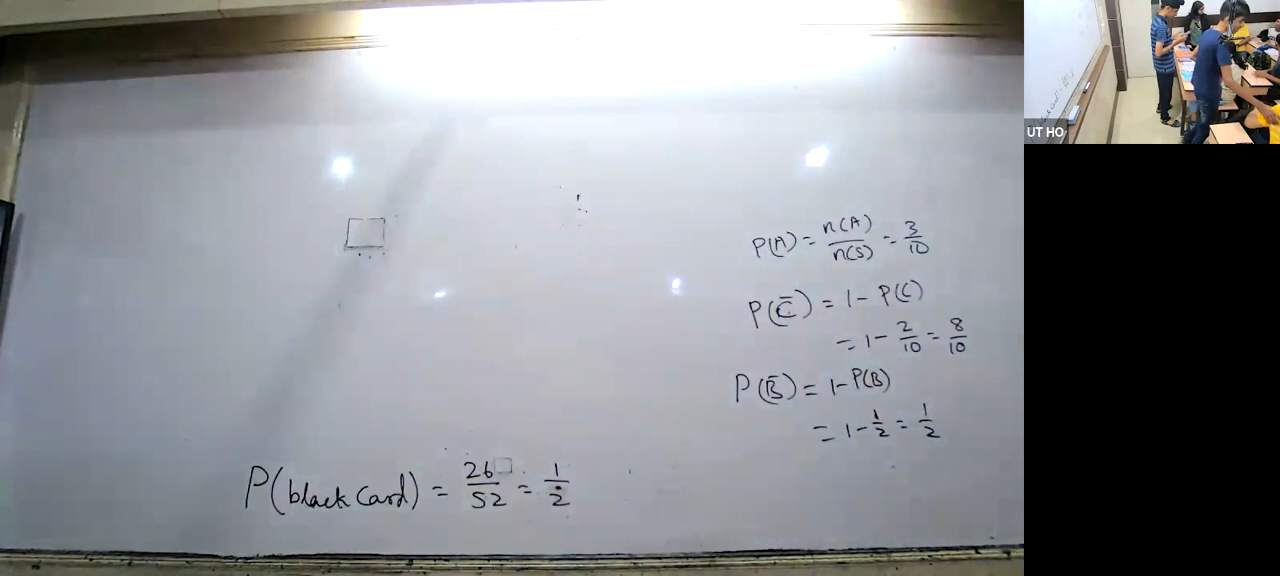 P(A) = n(A)/n(S) = 3/10
P(C̄) = 1 - P(C)
= 1 - 2/10 = 8/10
P(B̄) = 1 - P(B)
= 1 - 1/2 = 1/2
P(black Card) = 26/52 = 1/2
UT HO